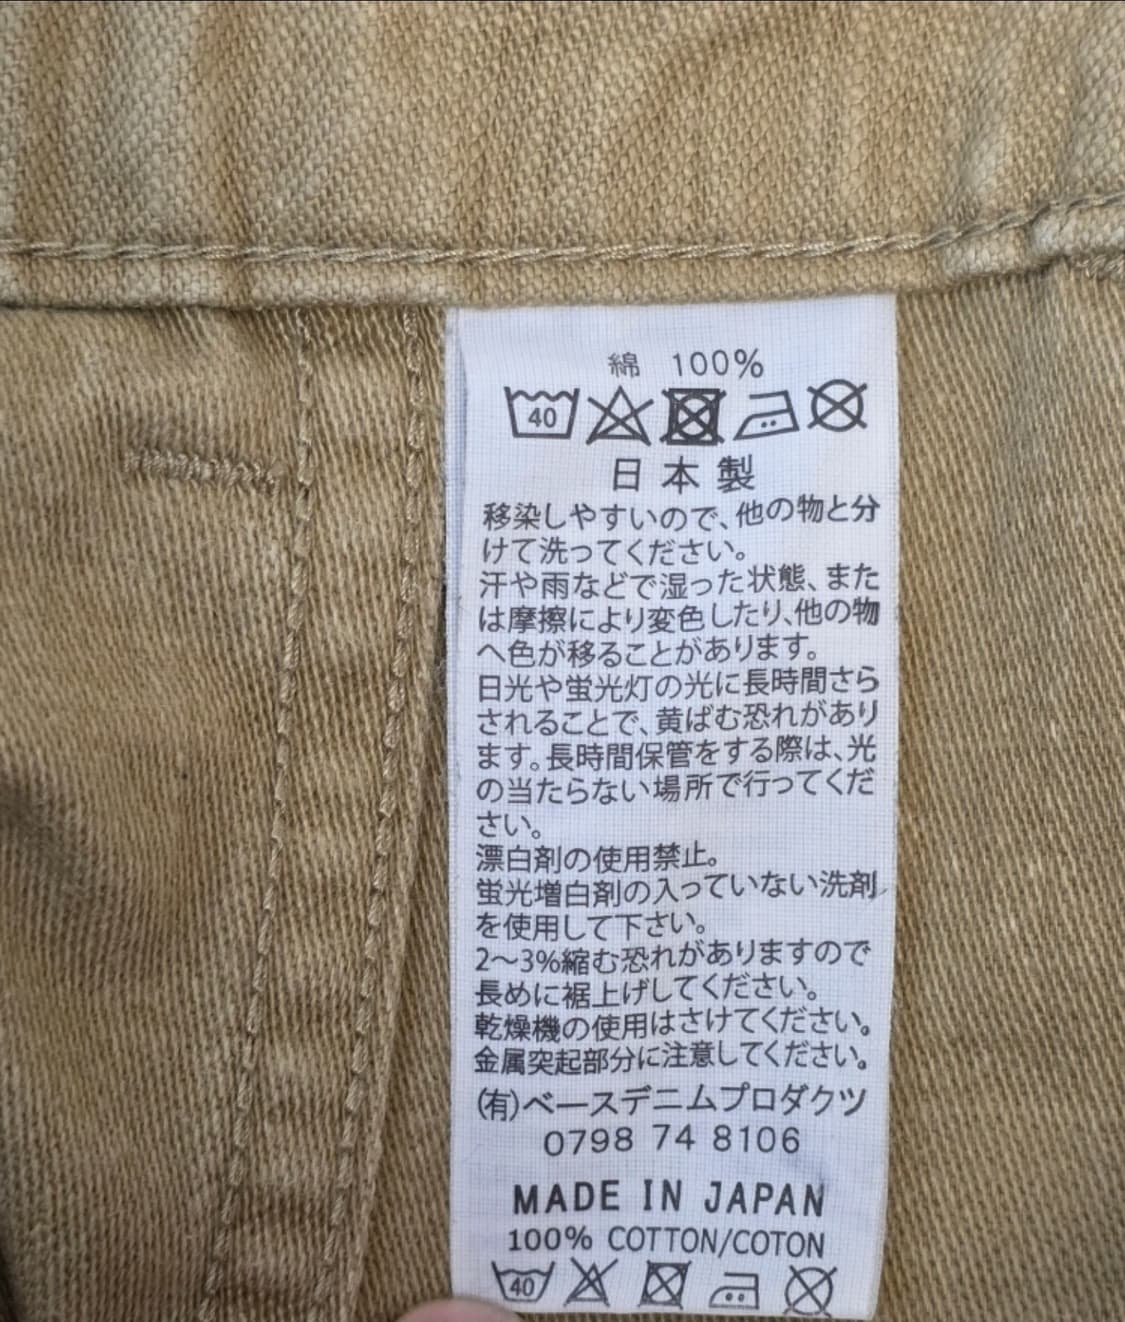 綿 100%
40
日本製
移染しやすいので、他の物と分
けて洗ってください。
汗や雨などで湿った状態、また
は摩擦により変色したり、他の物
へ色が移ることがあります。
日光や蛍光灯の光に長時間さら
されることで、黄ばむ恐れがあり
ます。長時間保管をする際は、光
の当たらない場所で行ってくだ
さい。
漂白剤の使用禁止。
蛍光増白剤の入っていない洗剤
を使用して下さい。
2〜3%縮む恐れがありますので
長めに裾上げしてください。
乾燥機の使用はさけてください。
金属突起部分に注意してください。
(有)ベースデニムプロダクツ
0798 74 8106
MADE IN JAPAN
100% COTTON/COTON
40